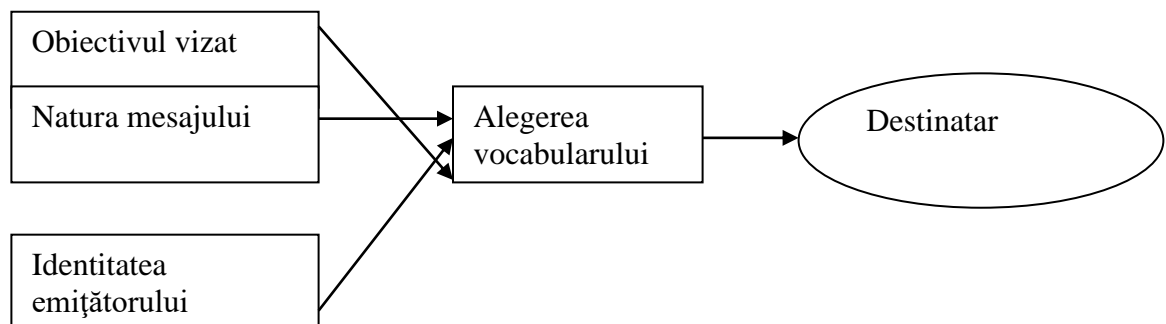 Obiectivul vizat
Natura mesajului
Alegerea
vocabularului
Destinatar
Identitatea
emiţătorului